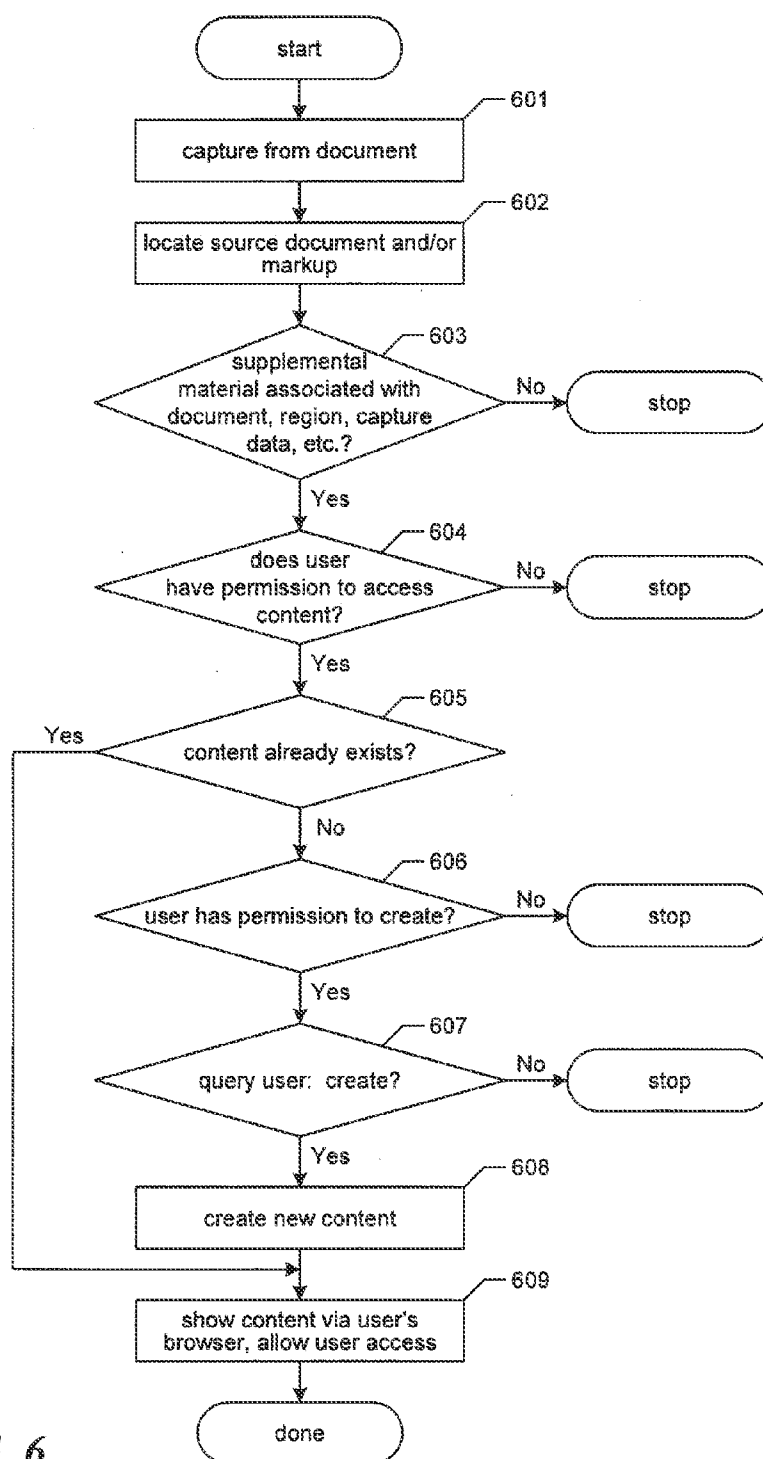 start
601
capture from document
602
locate source document and/or
markup
603
supplemental
material associated with
document, region, capture
data, etc.?
No
stop
Yes
604
does user
have permission to access
content?
No
stop
Yes
605
Yes
content already exists?
No
606
user has permission to create?
No
stop
Yes
607
query user: create?
No
stop
Yes
608
create new content
609
show content via user's
browser, allow user access
done
6